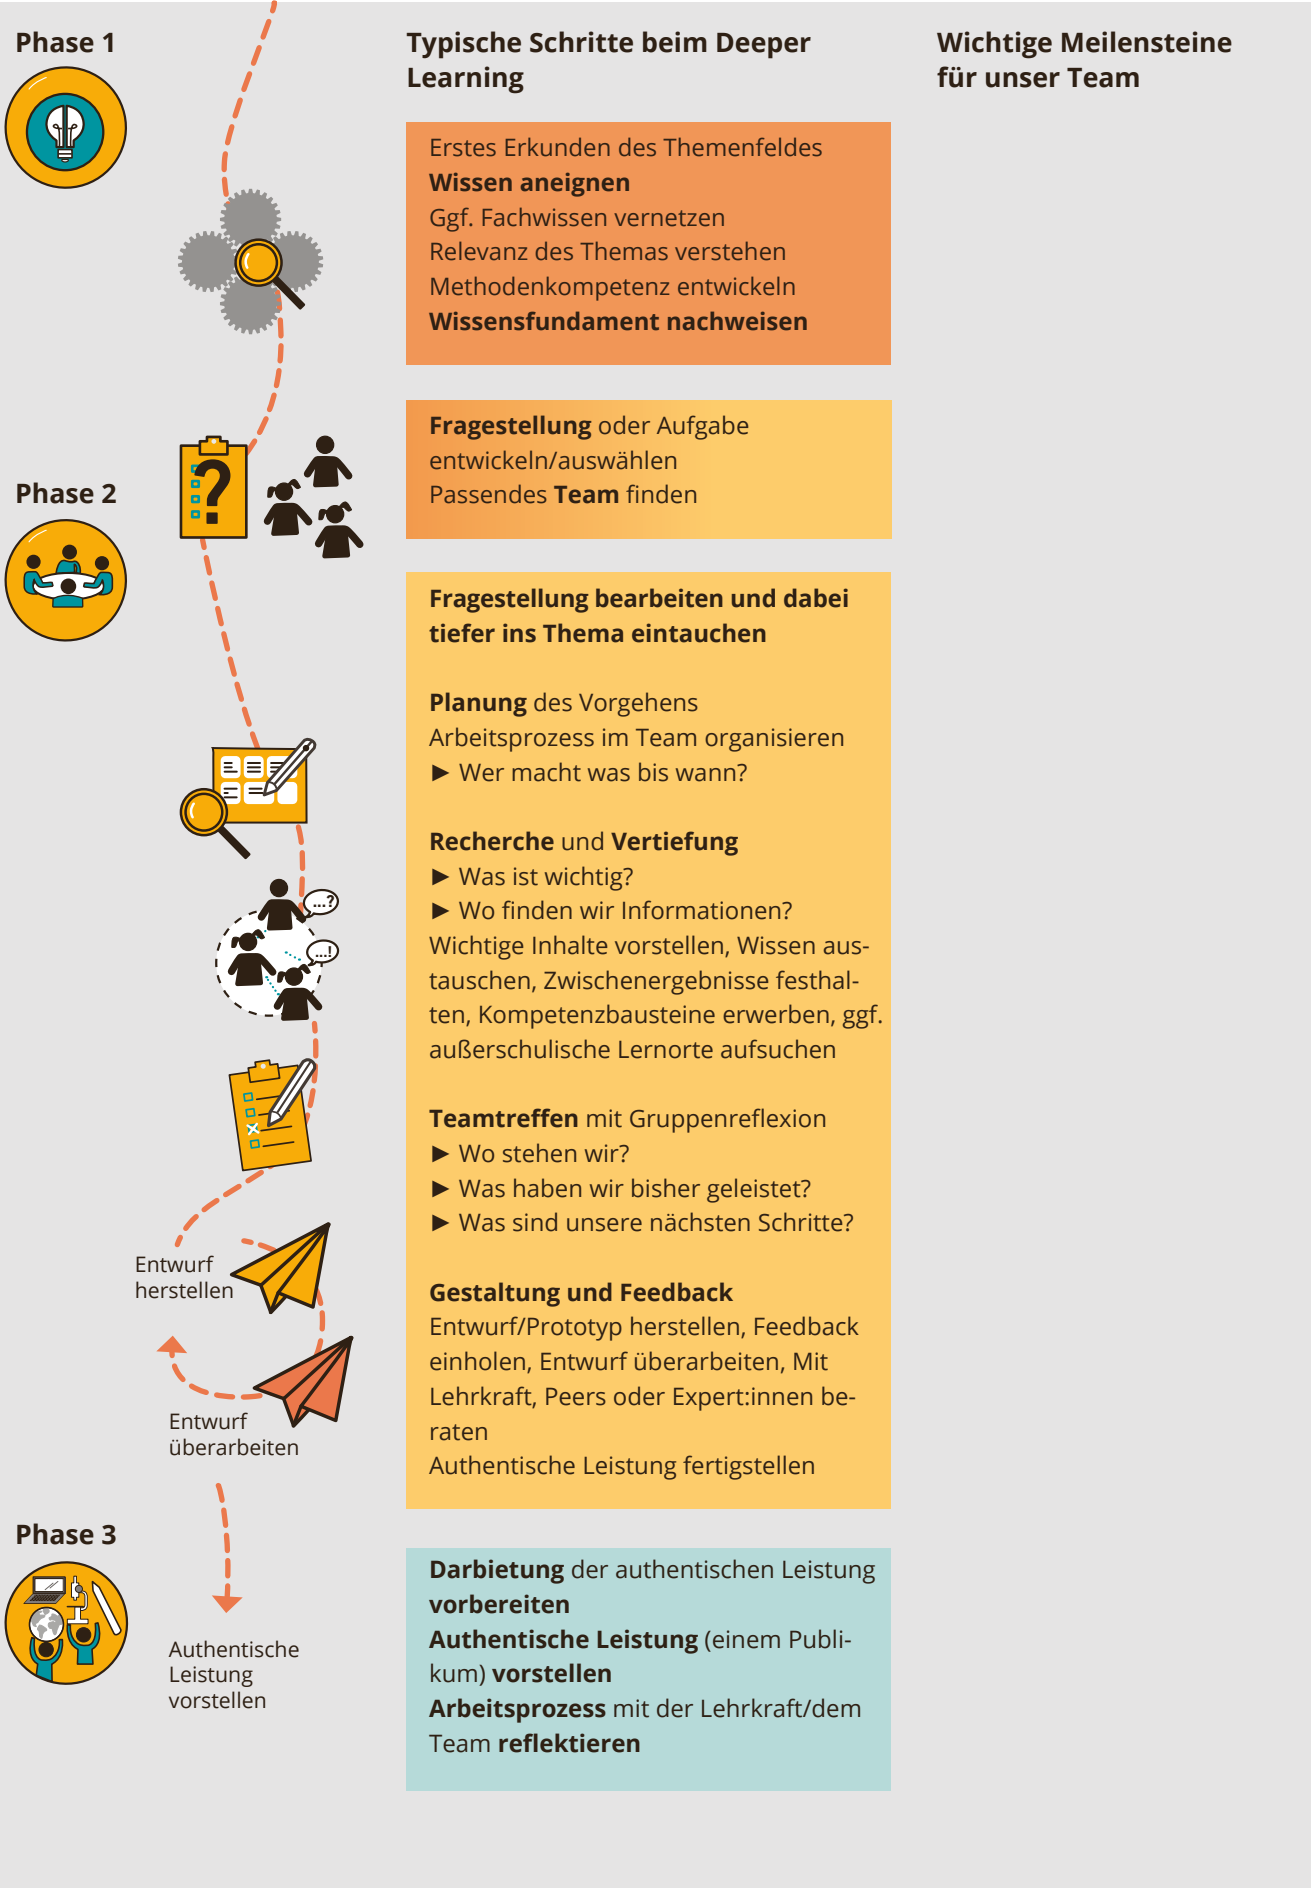 Phase 1
Typische Schritte beim Deeper
Learning
Wichtige Meilensteine
für unser Team
Erstes Erkunden des Themenfeldes
Wissen aneignen
Ggf. Fachwissen vernetzen
Relevanz des Themas verstehen
Methodenkompetenz entwickeln
Wissensfundament nachweisen
?
Fragestellung oder Aufgabe
entwickeln/auswählen
Passendes Team finden
Phase 2
Fragestellung bearbeiten und dabei
tiefer ins Thema eintauchen
Planung des Vorgehens
Arbeitsprozess im Team organisieren
► Wer macht was bis wann?
Recherche und Vertiefung
► Was ist wichtig?
► Wo finden wir Informationen?
Wichtige Inhalte vorstellen, Wissen aus-
tauschen, Zwischenergebnisse festhal-
ten, Kompetenzbausteine erwerben, ggf.
außerschulische Lernorte aufsuchen
...?
...!
Teamtreffen mit Gruppenreflexion
► Wo stehen wir?
► Was haben wir bisher geleistet?
► Was sind unsere nächsten Schritte?
Entwurf
herstellen
Entwurf
überarbeiten
Gestaltung und Feedback
Entwurf/Prototyp herstellen, Feedback
einholen, Entwurf überarbeiten, Mit
Lehrkraft, Peers oder Expert:innen be-
raten
Authentische Leistung fertigstellen
Phase 3
Authentische
Leistung
vorstellen
Darbietung der authentischen Leistung
vorbereiten
Authentische Leistung (einem Publi-
kum) vorstellen
Arbeitsprozess mit der Lehrkraft/dem
Team reflektieren